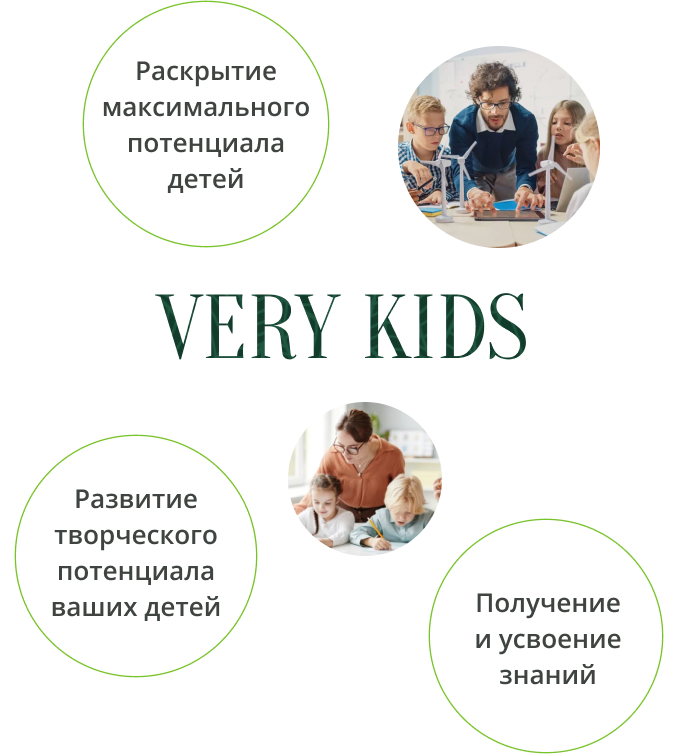 Раскрытие
максимального
потенциала
детей
VERY KIDS
Развитие
творческого
потенциала
ваших детей
Получение
и усвоение
знаний